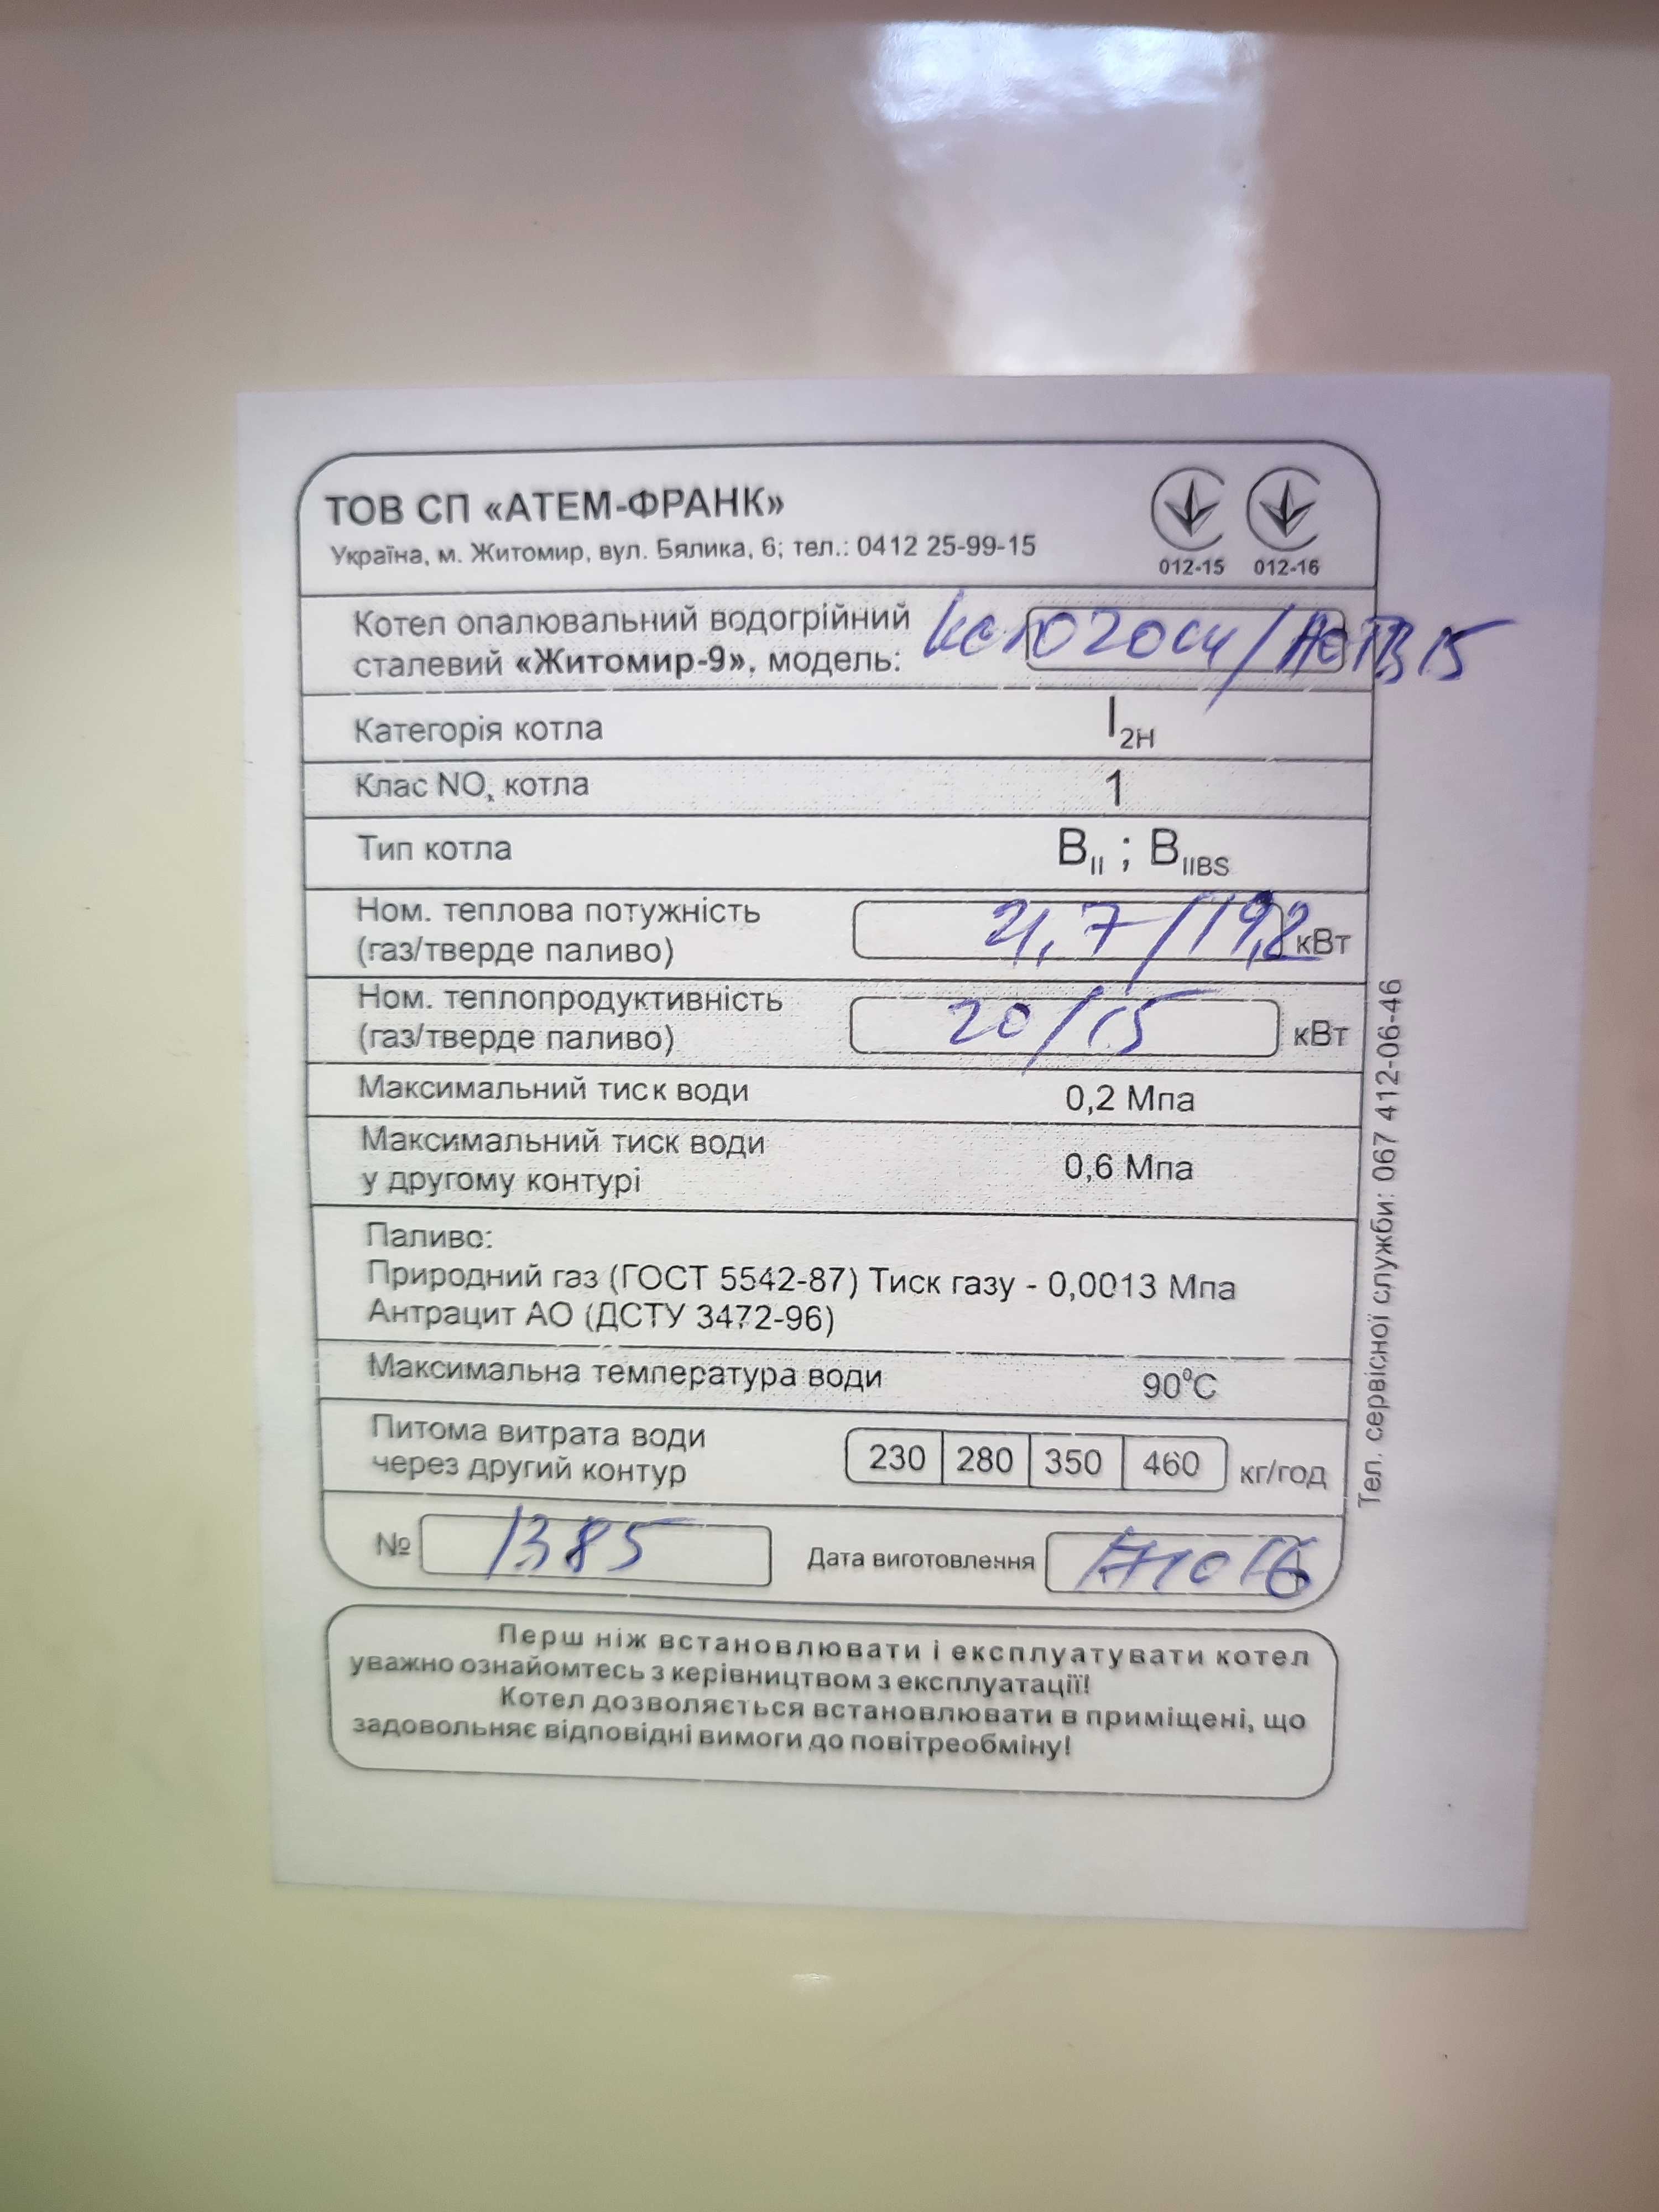 ТОВ СП «АТЕМ-ФРАНК»
Україна, м. Житомир, вул. Бялика, 6; тел.: 0412 25-99-15
012-15 012-16
Котел опалювальний водогрійний
сталевий «Житомир-9», модель:
Категорія котла I2H
Клас NOx котла 1
Тип котла BII ; BIIBS
Ном. теплова потужність
(газ/тверде паливо) 21,7/19,2 кВт
Ном. теплопродуктивність
(газ/тверде паливо) 20/15 кВт
Максимальний тиск води 0,2 Мпа
Максимальний тиск води
у другому контурі 0,6 Мпа
Паливо:
Природний газ (ГОСТ 5542-87) Тиск газу - 0,0013 Мпа
Антрацит АО (ДСТУ 3472-96)
Максимальна температура води 90°С
Питома витрата води
через другий контур 230 280 350 460 кг/год
№ 1385 Дата виготовлення
Тел. сервісної служби: 067 412-06-46
Перш ніж встановлювати і експлуатувати котел
уважно ознайомтесь з керівництвом з експлуатації!
Котел дозволяється встановлювати в приміщені, що
задовольняє відповідні вимоги до повітреобміну!